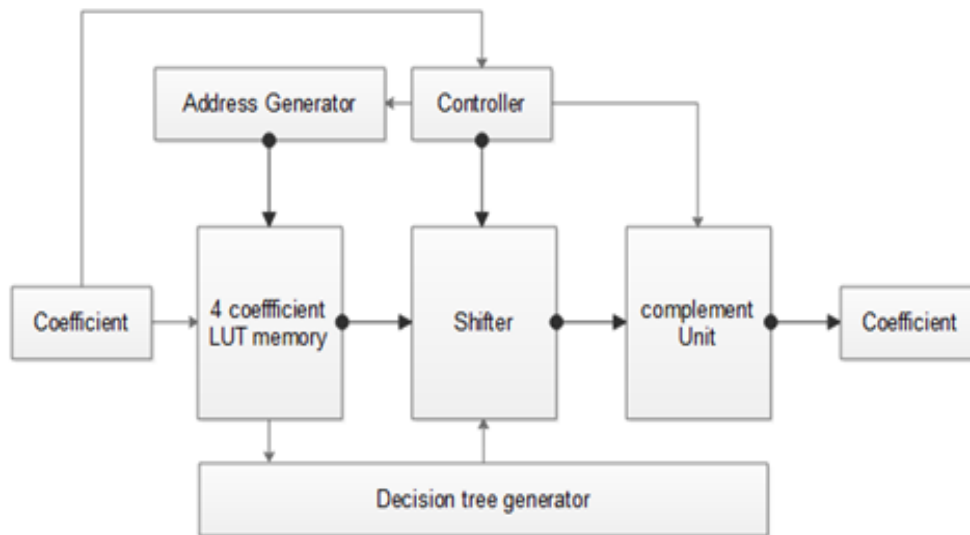 Address Generator
Controller
Coefficient
4 coeffficient
LUT memory
Shifter
complement
Unit
Coefficient
Decision tree generator